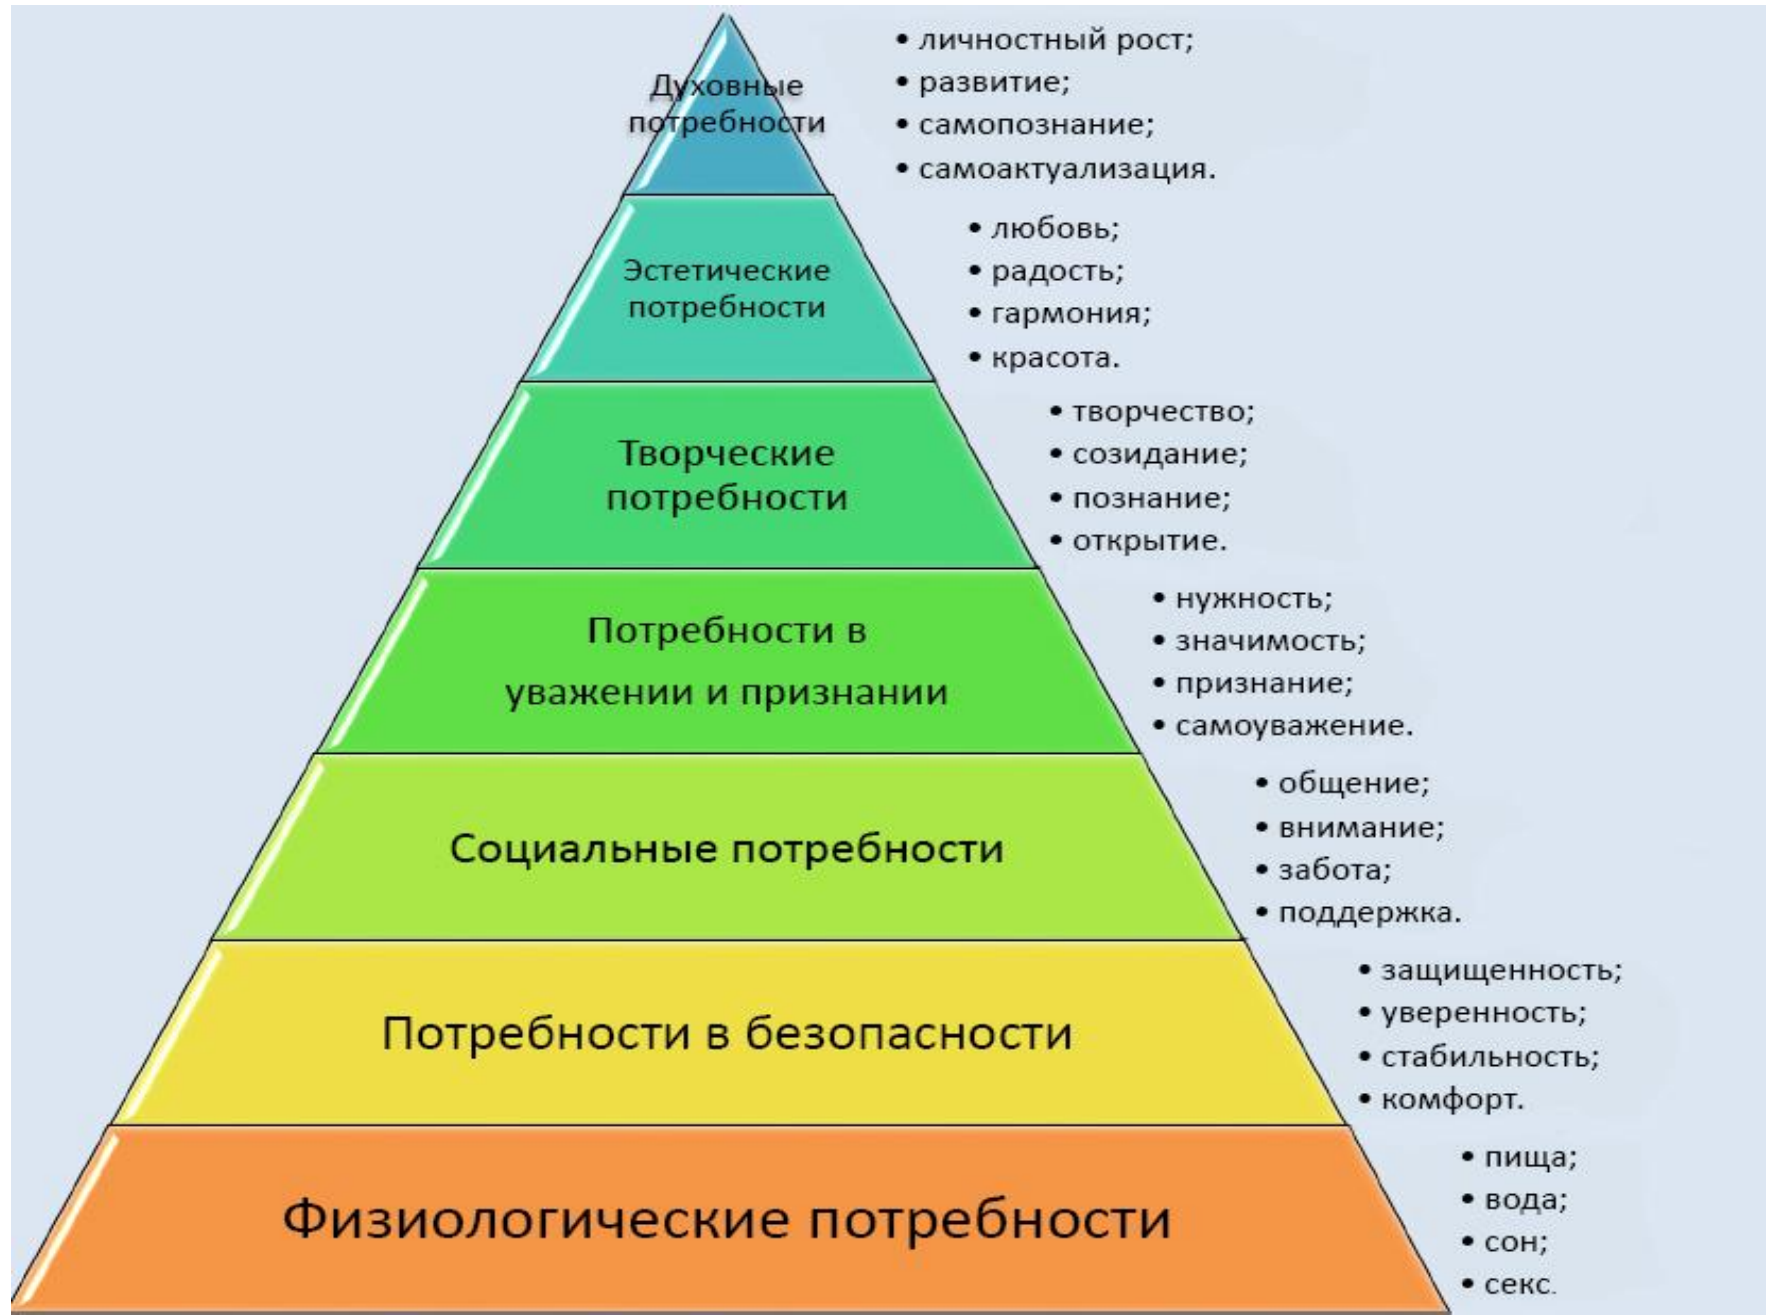 Духовные
потребности
• личностный рост;
• развитие;
• самопознание;
• самоактуализация.
Эстетические
потребности
• любовь;
• радость;
• гармония;
• красота.
Творческие
потребности
• творчество;
• созидание;
• познание;
• открытие.
Потребности в
уважении и признании
• нужность;
• значимость;
• признание;
• самоуважение.
Социальные потребности
• общение;
• внимание;
• забота;
• поддержка.
Потребности в безопасности
• защищенность;
• уверенность;
• стабильность;
• комфорт.
Физиологические потребности
• пища;
• вода;
• сон;
• секс.